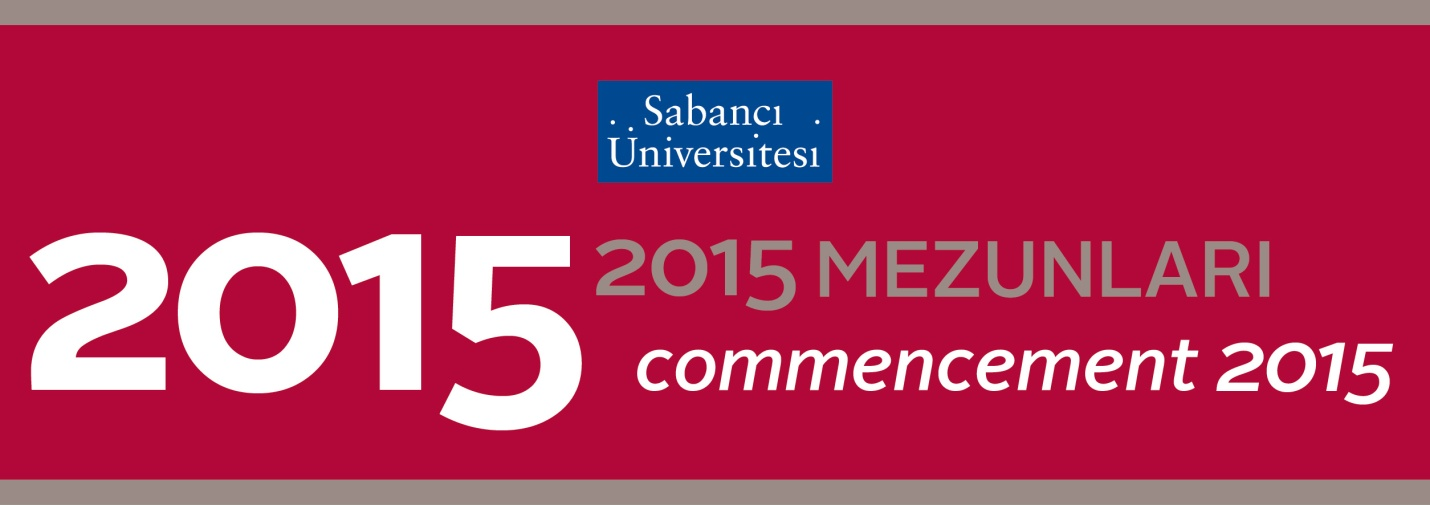 Sabancı
Üniversitesi
2015
2015 MEZUNLARI
commencement 2015